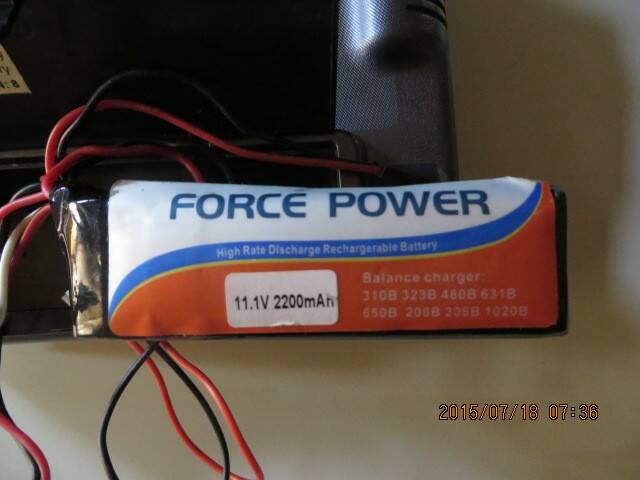 FORCE POWER
High Rate Discharge Rechargerable Battery
11.1V 2200mAh
Balance charger:
310B 323B 480B 631B
650B 206B 208B 1020B
2015/07/18 07:36